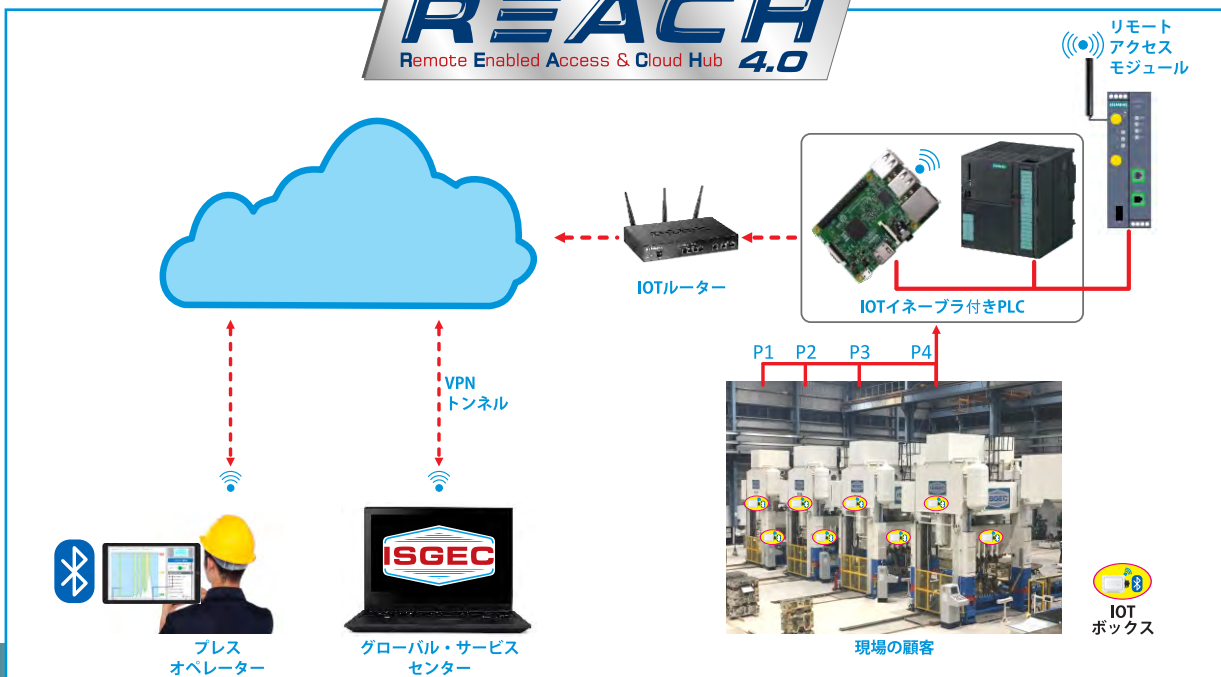 REACH
Remote Enabled Access & Cloud Hub 4.0
リモート
アクセス
モジュール
SIEMENS
IOTルーター
IOTイネーブラ付きPLC
P1 P2 P3 P4
VPN
トンネル
ISGEC
プレス
オペレーター
グローバル・サービス
センター
現場の顧客
IOT
ボックス